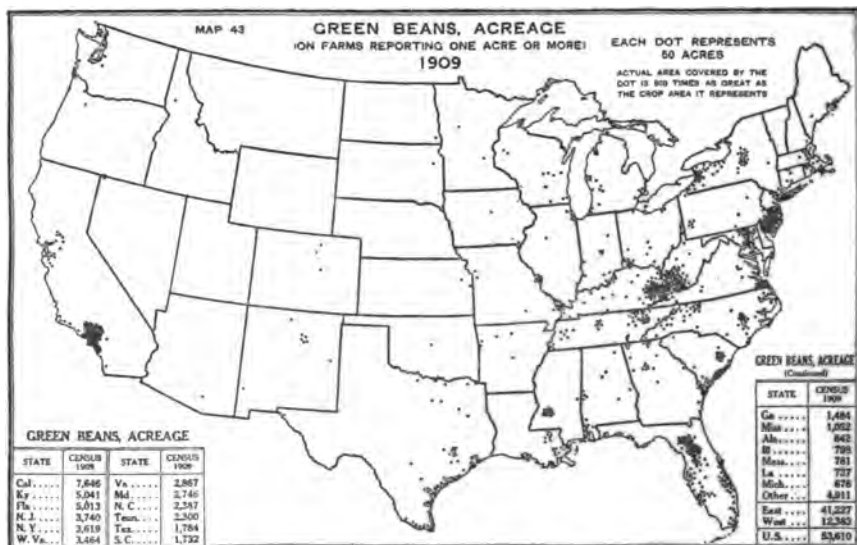 MAP 43
GREEN BEANS, ACREAGE
(ON FARMS REPORTING ONE ACRE OR MORE)
1909
EACH DOT REPRESENTS
50 ACRES
ACTUAL AREA COVERED BY THE
DOT IS 800 TIMES AS GREAT AS
THE CROP AREA IT REPRESENTS
GREEN BEANS, ACREAGE
STATE CENSUS 1909 STATE CENSUS 1909
Cal..... 7,646 Va..... 2,867
Ky..... 5,041 Md..... 2,746
Fla..... 5,013 N. C.... 2,387
N. J.... 3,740 Tenn.... 2,300
N. Y.... 3,619 Tex..... 1,784
W. Va... 3,464 S. C.... 1,732
GREEN BEANS, ACREAGE
(Continued)
STATE CENSUS 1909
Ga..... 1,484
Miss.... 1,052
Ala..... 842
Ill..... 798
Mass.... 781
La..... 727
Mich.... 676
Other... 4,911
East.... 41,227
West.... 12,383
U.S..... 53,610